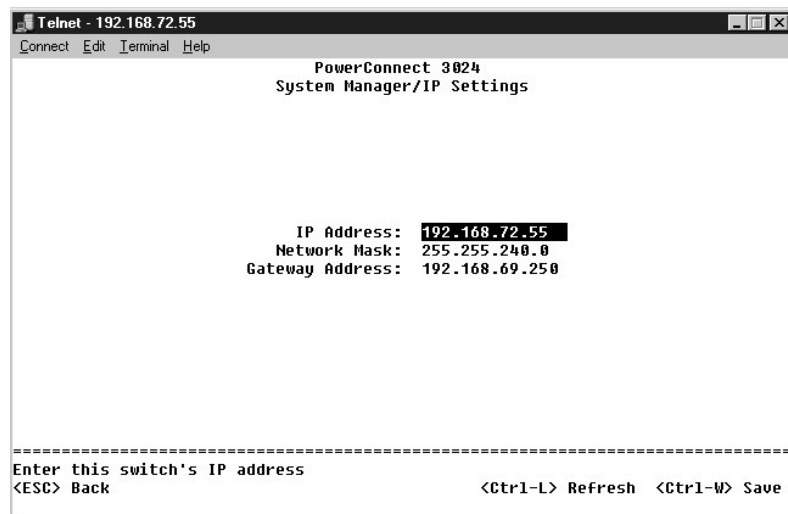 Telnet - 192.168.72.55
Connect Edit Terminal Help
PowerConnect 3024
System Manager/IP Settings
IP Address: 192.168.72.55
Network Mask: 255.255.240.0
Gateway Address: 192.168.69.250
================================================================================
Enter this switch's IP address
<ESC> Back <Ctrl-L> Refresh <Ctrl-W> Save